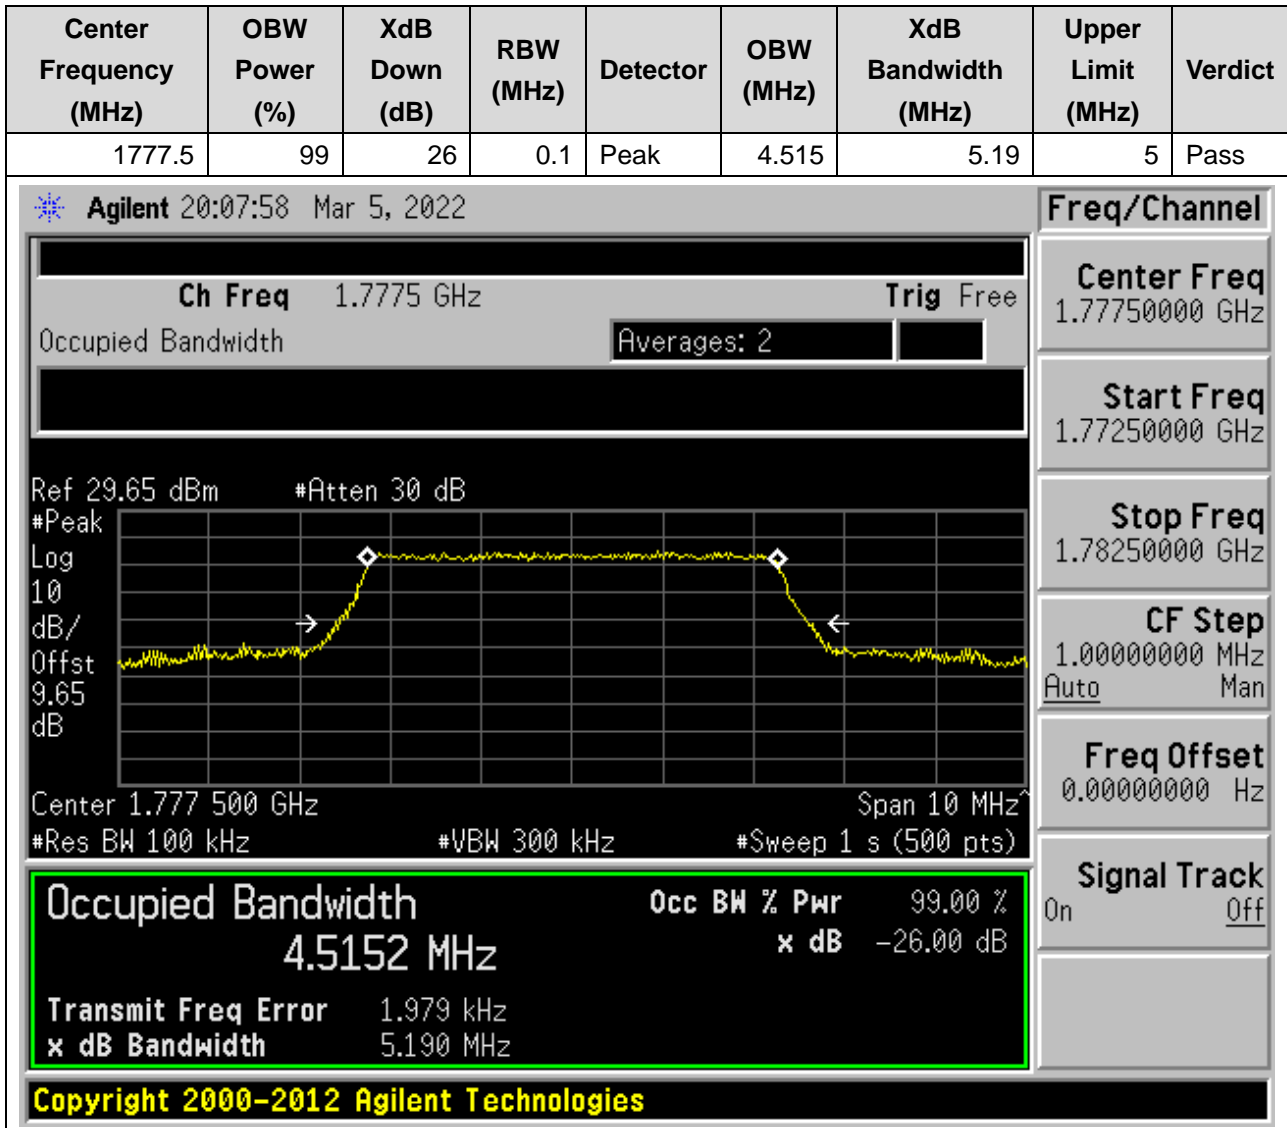 Center Frequency (MHz) OBW Power (%) XdB Down (dB) RBW (MHz) Detector OBW (MHz) XdB Bandwidth (MHz) Upper Limit (MHz) Verdict
1777.5 99 26 0.1 Peak 4.515 5.19 5 Pass
Agilent 20:07:58 Mar 5, 2022
Ch Freq 1.7775 GHz Trig Free
Occupied Bandwidth Averages: 2
Ref 29.65 dBm #Atten 30 dB
#Peak
Log
10
dB/
Offst
9.65
dB
Center 1.777 500 GHz Span 10 MHz^
#Res BW 100 kHz #VBW 300 kHz #Sweep 1 s (500 pts)
Occupied Bandwidth Occ BW % Pwr 99.00 %
4.5152 MHz x dB -26.00 dB
Transmit Freq Error 1.979 kHz
x dB Bandwidth 5.190 MHz
Copyright 2000-2012 Agilent Technologies
Freq/Channel
Center Freq
1.77750000 GHz
Start Freq
1.77250000 GHz
Stop Freq
1.78250000 GHz
CF Step
1.00000000 MHz
Auto Man
Freq Offset
0.00000000 Hz
Signal Track
On Off